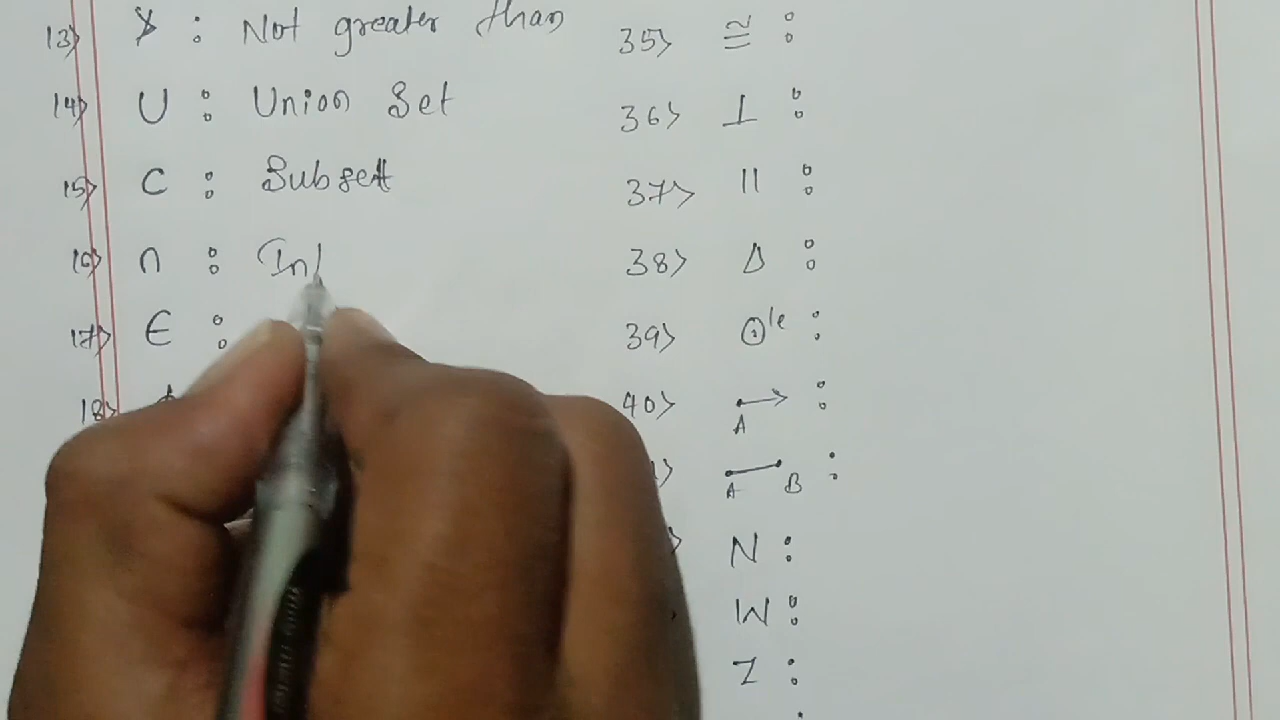 13> ≯ : Not greater than
14> U : Union Set
15> C : Subset
16> ∩ : In
17> ∈ :
18>
35> ≅ :
36> ⊥ :
37> || :
38> Δ :
39> ⊙le :
40> A → :
A B :
N :
W :
Z :